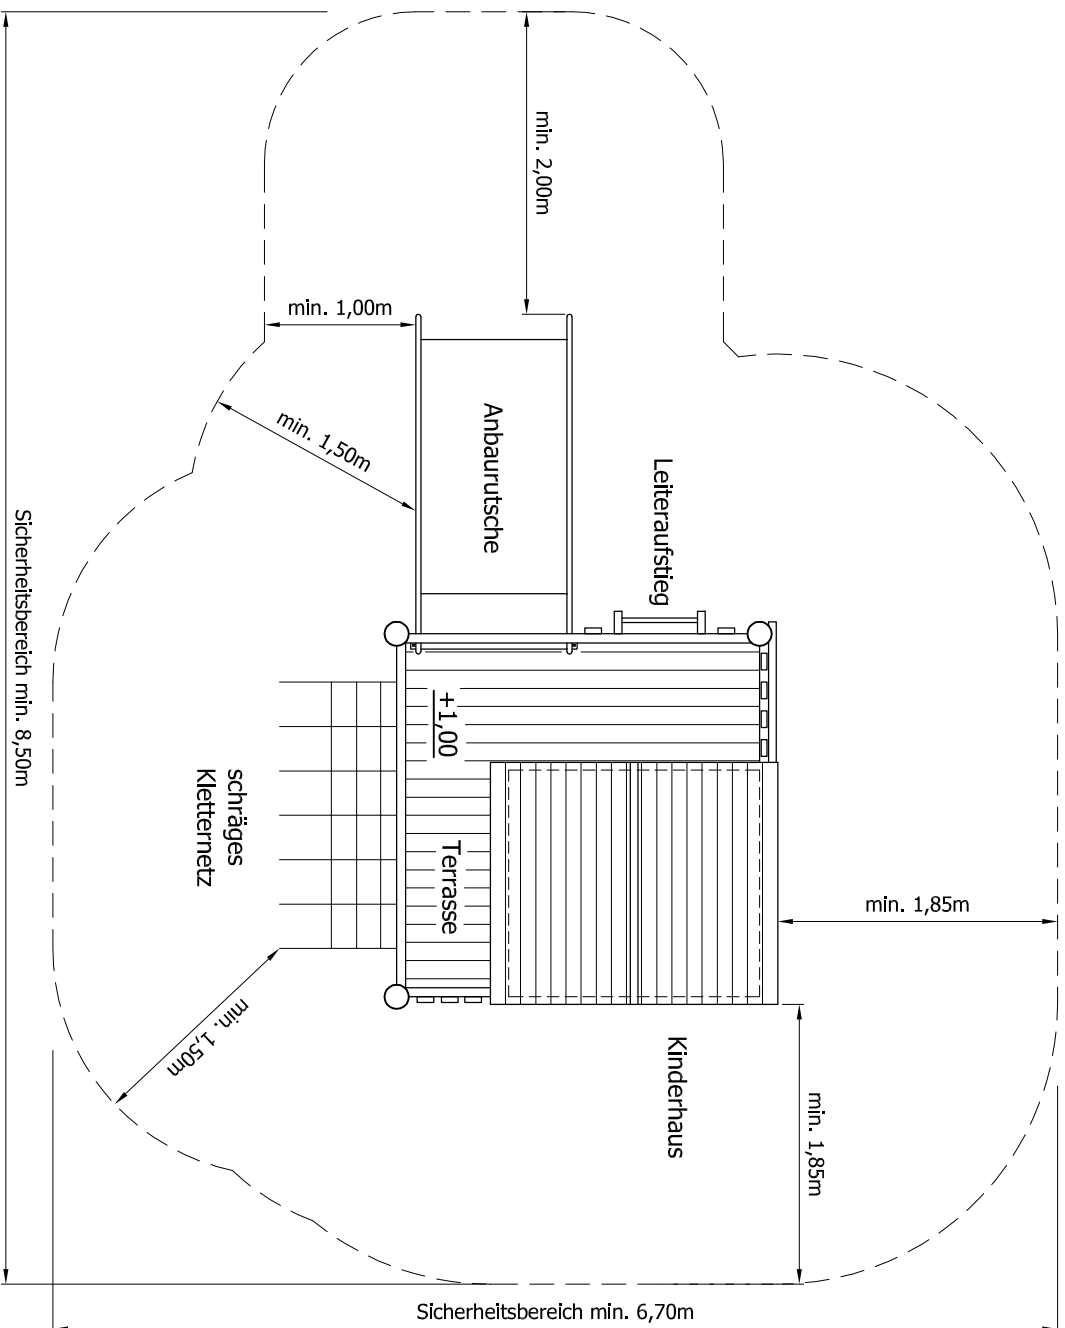 min. 2,00m
min. 1,00m
min. 1,50m
Anbaurutsche
Leiteraufstieg
Sicherheitsbereich min. 8,50m
+1,00
schräges
Kletternetz
Terrasse
min. 1,85m
min. 1,50m
Kinderhaus
min. 1,85m
Sicherheitsbereich min. 6,70m